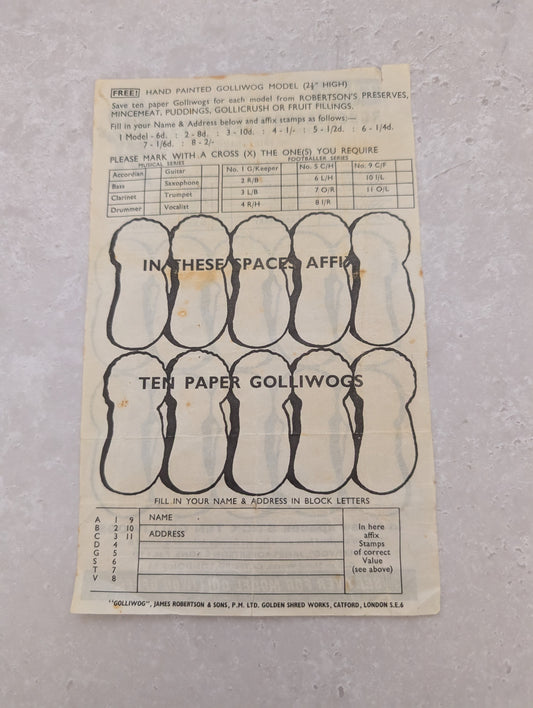 FREE! HAND PAINTED GOLLIWOG MODEL (2½" HIGH)
Save ten paper Golliwogs for each model from ROBERTSON'S PRESERVES,
MINCEMEAT, PUDDINGS, GOLLICRUSH OR FRUIT FILLINGS.
Fill in your Name & Address below and affix stamps as follows:—
1 Model - 6d. : 2 - 8d. : 3 - 10d. : 4 - 1/- : 5 - 1/2d. : 6 - 1/4d.
7 - 1/6d. : 8 - 2/-
PLEASE MARK WITH A CROSS (X) THE ONE(S) YOU REQUIRE
MUSICAL SERIES FOOTBALLER SERIES
Accordian Guitar No. 1 G/Keeper No. 5 C/H No. 9 C/F
Bass Saxophone 2 R/B 6 L/H 10 I/L
Clarinet Trumpet 3 L/B 7 O/R 11 O/L
Drummer Vocalist 4 R/H 8 I/R
IN THESE SPACES AFFIX
TEN PAPER GOLLIWOGS
FILL IN YOUR NAME & ADDRESS IN BLOCK LETTERS
A 1 9 NAME
B 2 10
C 3 11 ADDRESS
D 4
G 5
S 6
T 7
V 8
In here
affix
Stamps
of correct
Value
(see above)
"GOLLIWOG", JAMES ROBERTSON & SONS, P.M. LTD. GOLDEN SHRED WORKS, CATFORD, LONDON S.E.6